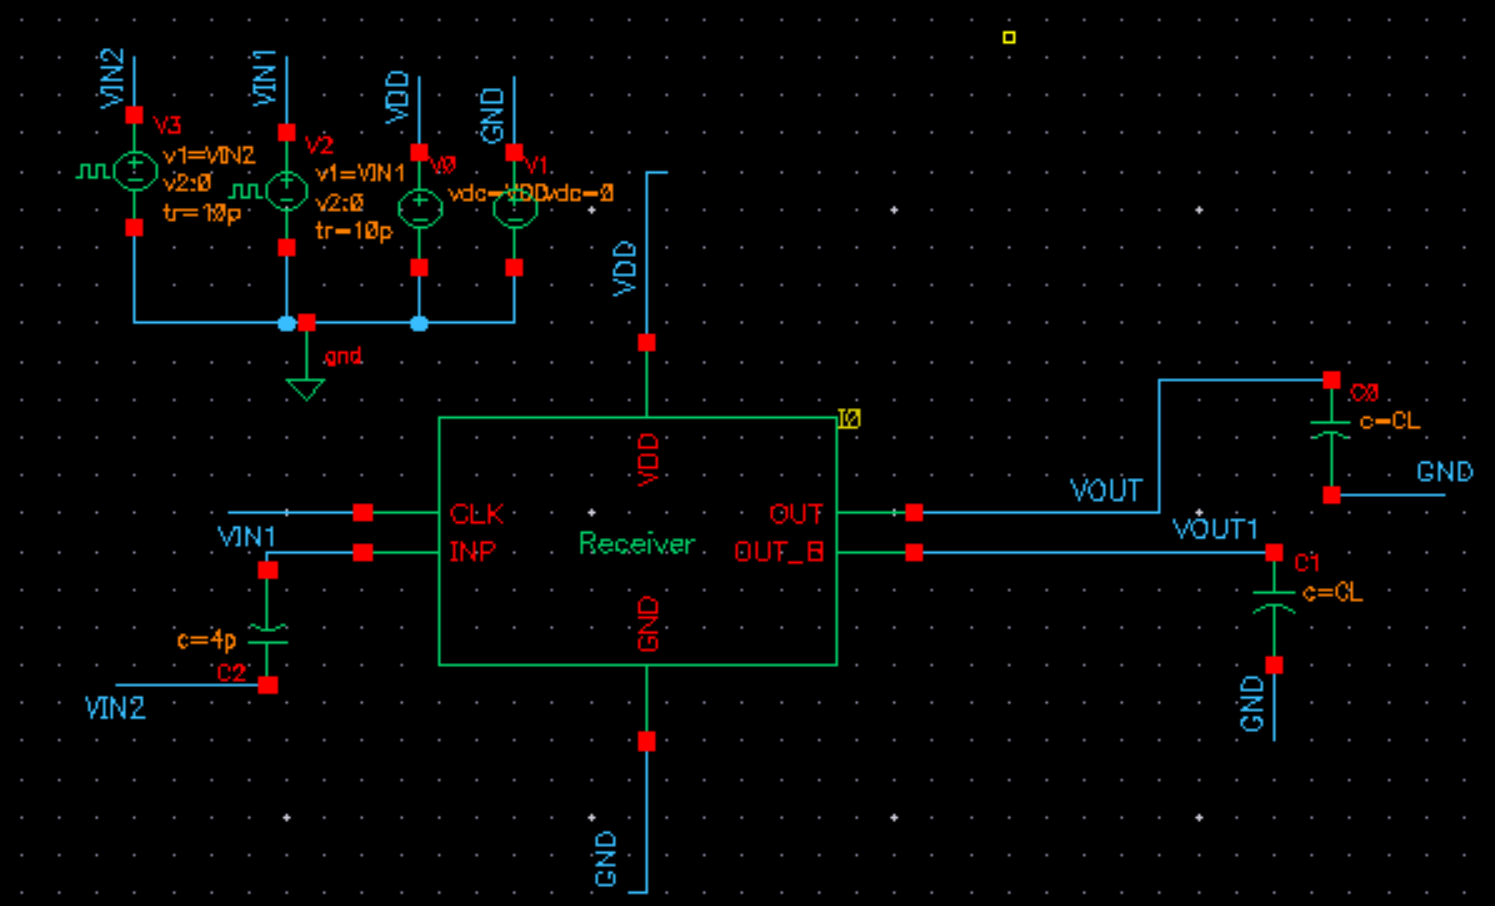 VIN2
VIN1
VDD
GND
V3
v1=VIN2
v2:0
tr=10p
V2
v1=VIN1
v2:0
tr=10p
V0
vdc=VDD
V1
vdc=0
gnd
VDD
I0
VDD
CLK
INP
Receiver
OUT
OUT_B
GND
VIN1
c=4p
C2
VIN2
VOUT
VOUT1
C0
c=CL
GND
C1
c=CL
GND
GND